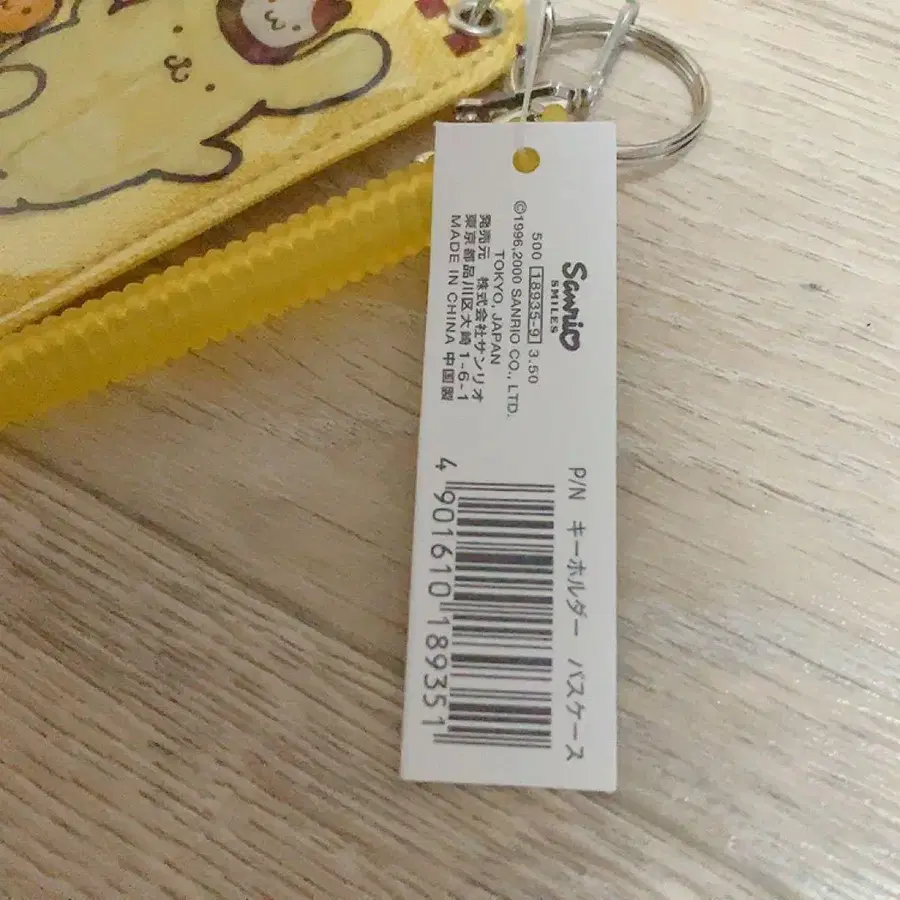 Sanrio
SMILES
500 18935-9 3.50
©1996,2000 SANRIO CO., LTD.
TOKYO, JAPAN
発売元 株式会社サンリオ
東京都品川区大崎1-6-1
MADE IN CHINA 中国製
P/N キーホルダー パスケース
4 901610 189351